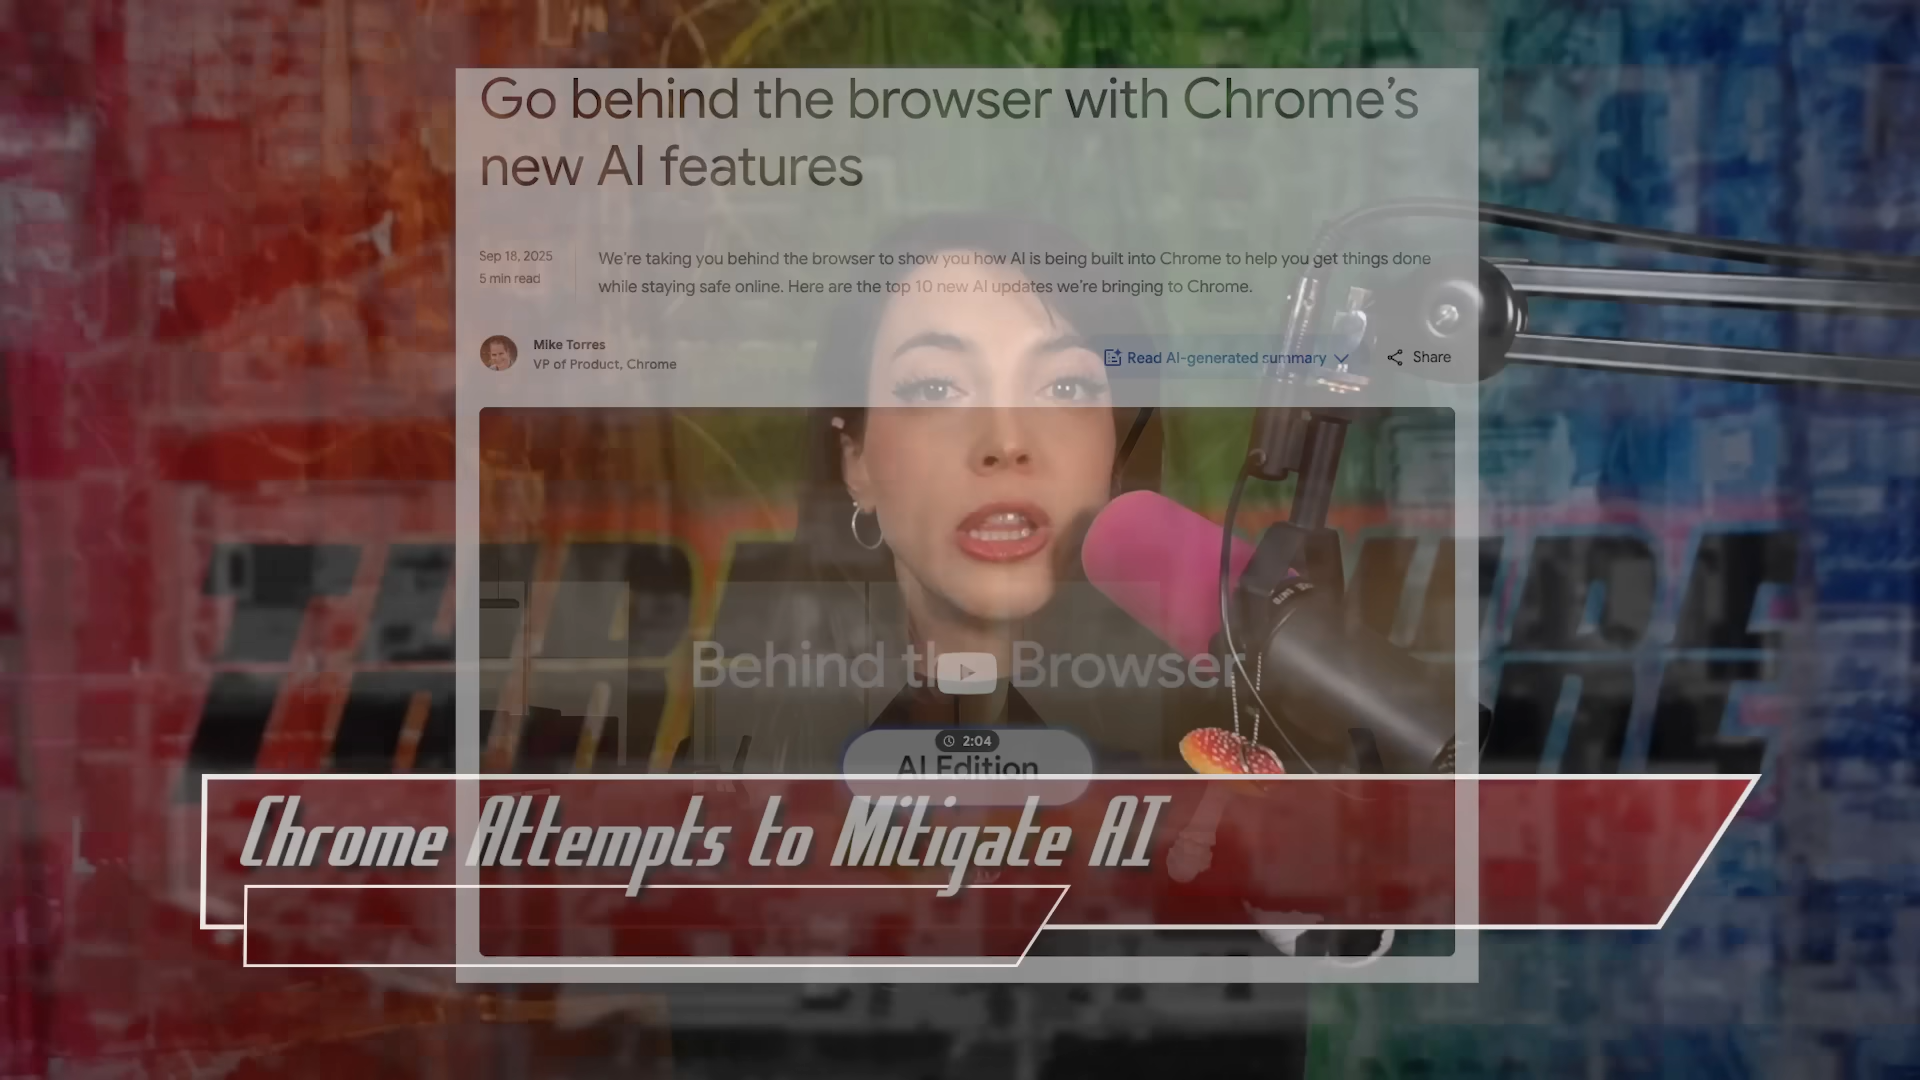 Go behind the browser with Chrome’s
new AI features
Sep 18, 2025
5 min read
We’re taking you behind the browser to show you how AI is being built into Chrome to help you get things done
while staying safe online. Here are the top 10 new AI updates we’re bringing to Chrome.
Mike Torres
VP of Product, Chrome
Read AI-generated summary
Share
Behind the Browser
2:04
AI Edition
Chrome Attempts to Mitigate AI